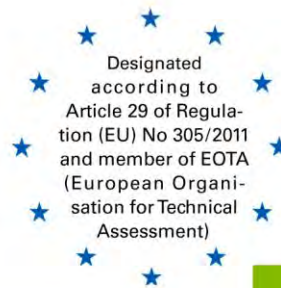 Designated
according to
Article 29 of Regula-
tion (EU) No 305/2011
and member of EOTA
(European Organi-
sation for Technical
Assessment)